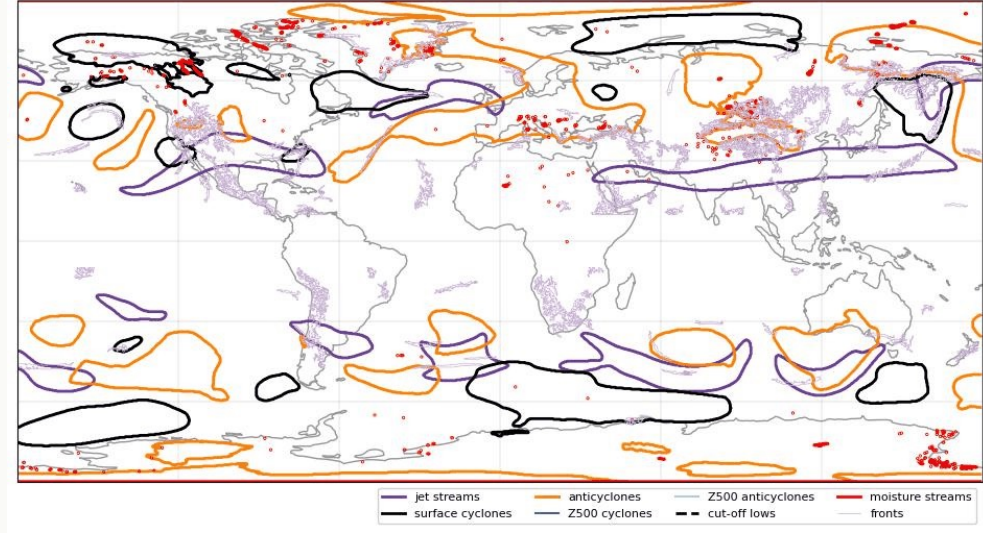 jet streams anticyclones Z500 anticyclones moisture streams
surface cyclones Z500 cyclones cut-off lows fronts